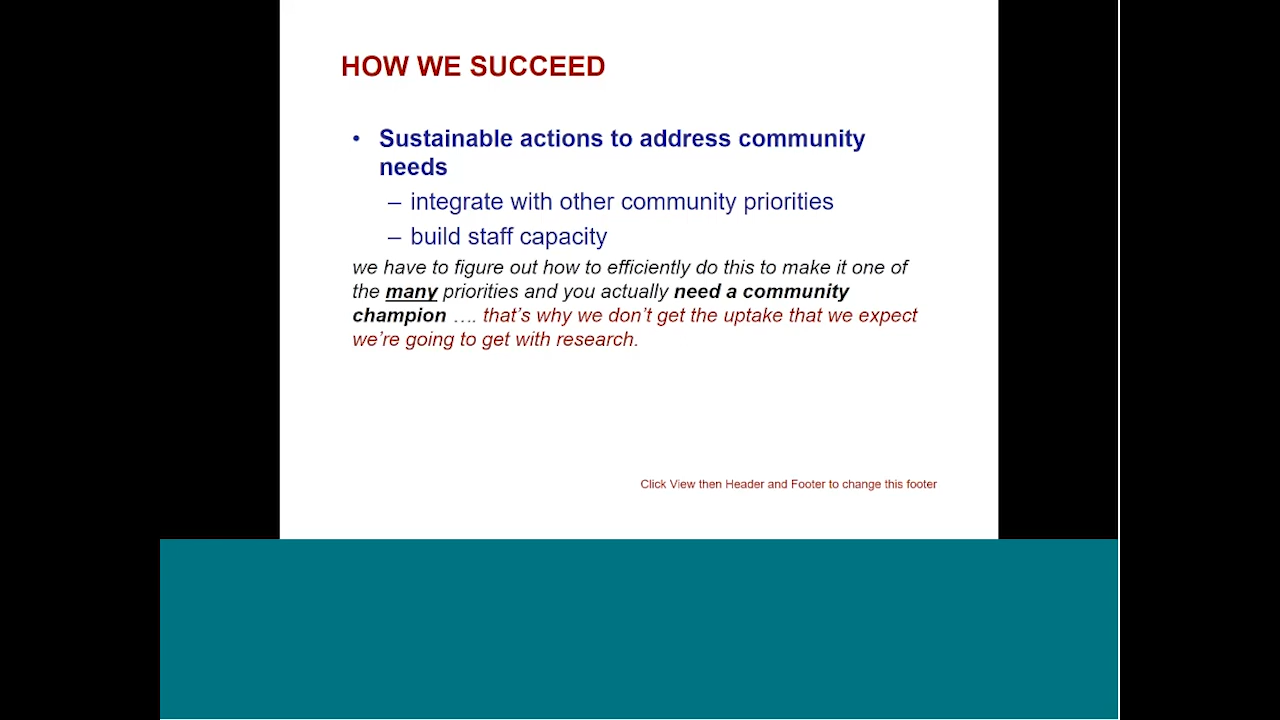 HOW WE SUCCEED
• Sustainable actions to address community
needs
– integrate with other community priorities
– build staff capacity
we have to figure out how to efficiently do this to make it one of
the many priorities and you actually need a community
champion …. that’s why we don’t get the uptake that we expect
we’re going to get with research.
Click View then Header and Footer to change this footer